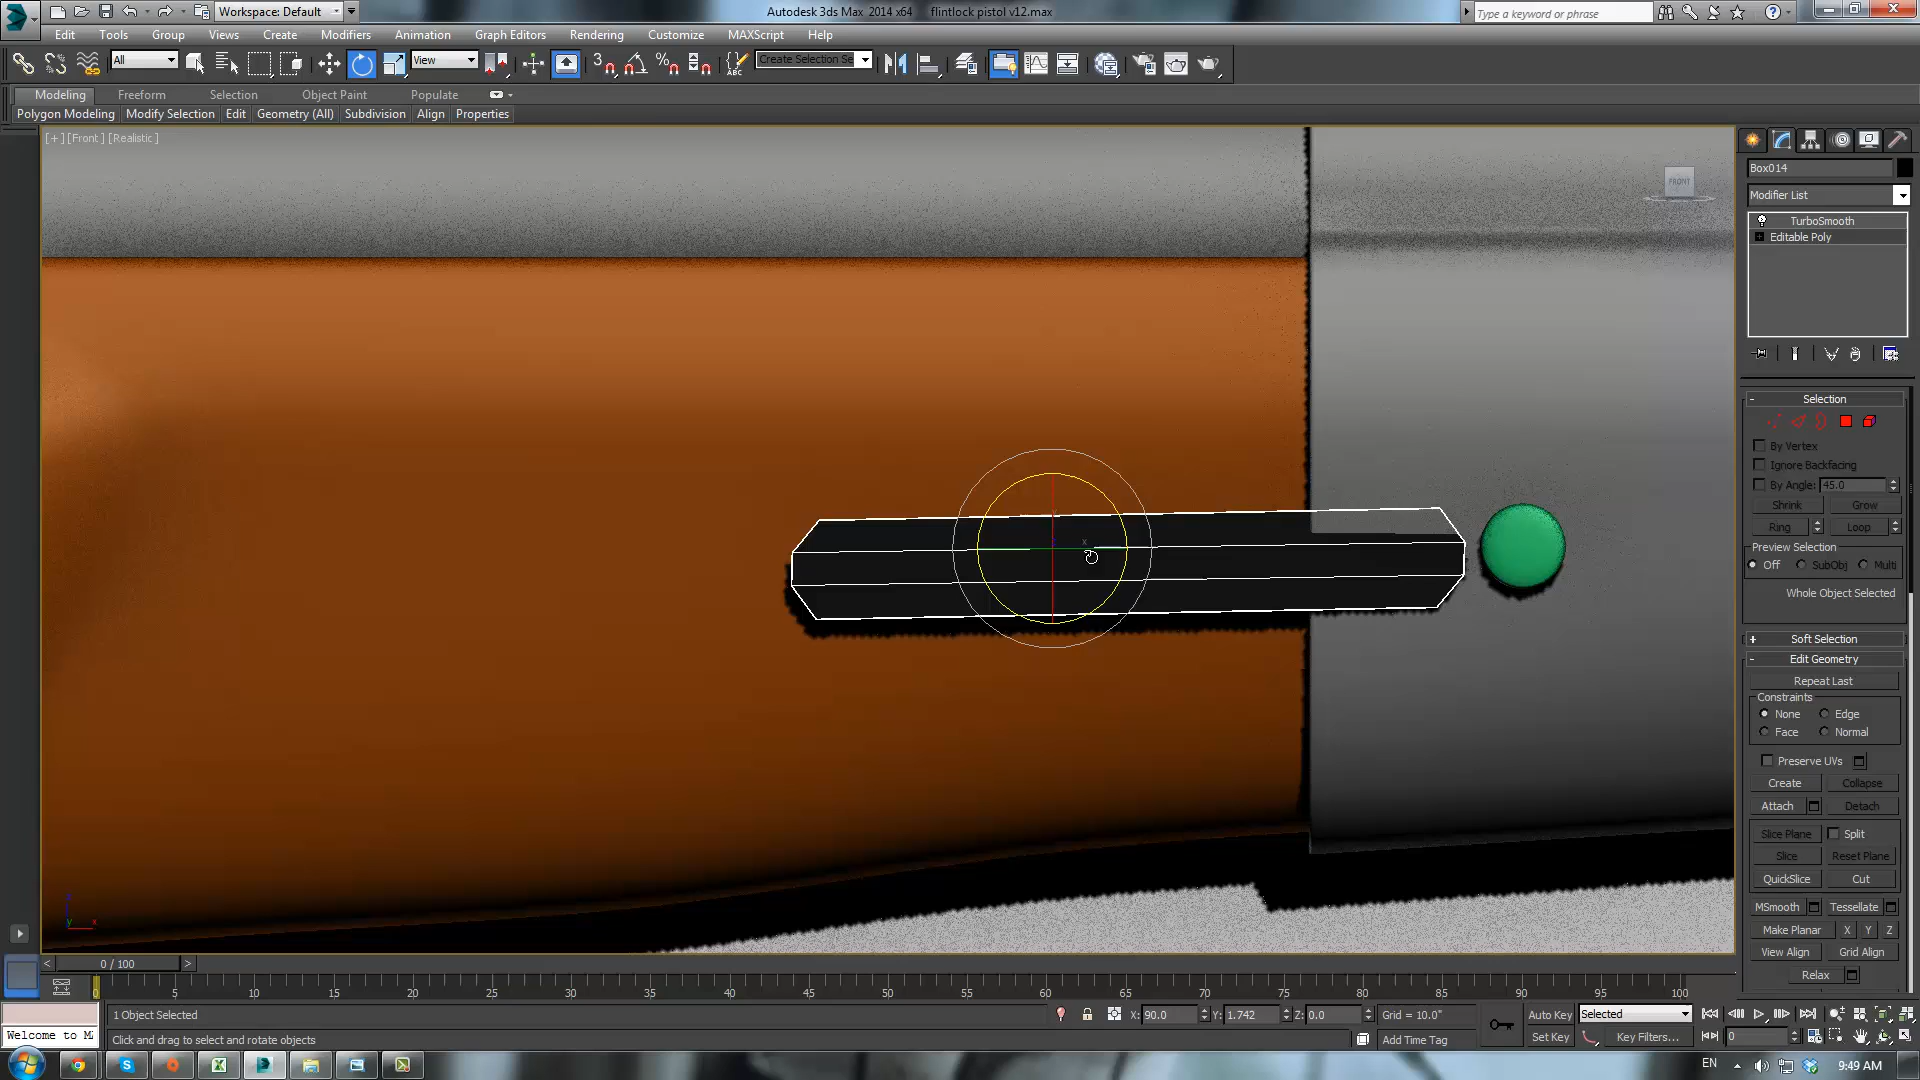 Workspace: Default
Autodesk 3ds Max 2014 x64 flintlock pistol v12.max
Type a keyword or phrase
Edit Tools Group Views Create Modifiers Animation Graph Editors Rendering Customize MAXScript Help
All
View
Create Selection Se
Modeling Freeform Selection Object Paint Populate
Polygon Modeling Modify Selection Edit Geometry (All) Subdivision Align Properties
[+] [Front] [Realistic]
FRONT
Box014
Modifier List
TurboSmooth
Editable Poly
Selection
By Vertex
Ignore Backfacing
By Angle: 45.0
Shrink Grow
Ring Loop
Preview Selection
Off SubObj Multi
Whole Object Selected
Soft Selection
Edit Geometry
Repeat Last
Constraints
None Edge
Face Normal
Preserve UVs
Create Collapse
Attach Detach
Slice Plane Split
Slice Reset Plane
QuickSlice Cut
MSmooth Tessellate
Make Planar X Y Z
View Align Grid Align
Relax
0 / 100
0 5 10 15 20 25 30 35 40 45 50 55 60 65 70 75 80 85 90 95 100
1 Object Selected
X: 90.0 Y: 1.742 Z: 0.0 Grid = 10.0"
Auto Key Selected
Welcome to M
Click and drag to select and rotate objects
Add Time Tag
Set Key Key Filters... 0
EN 9:49 AM